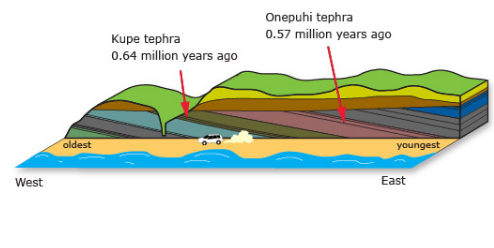 Onepuhi tephra
0.57 million years ago
Kupe tephra
0.64 million years ago
oldest
youngest
West
East